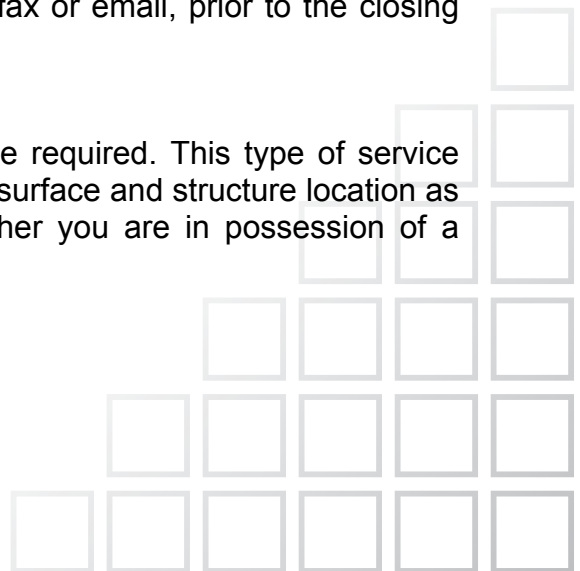 fax or email, prior to the closing
e required. This type of service
surface and structure location as
her you are in possession of a